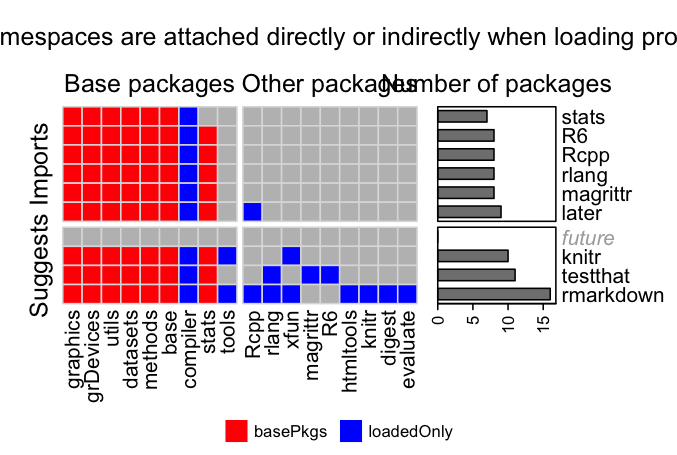 mespaces are attached directly or indirectly when loading pro
Base packages
Other packages
Number of packages
Imports
Suggests
stats
R6
Rcpp
rlang
magrittr
later
future
knitr
testthat
rmarkdown
graphics
grDevices
utils
datasets
methods
base
compiler
stats
tools
Rcpp
rlang
xfun
magrittr
R6
htmltools
knitr
digest
evaluate
0
5
10
15
basePkgs
loadedOnly